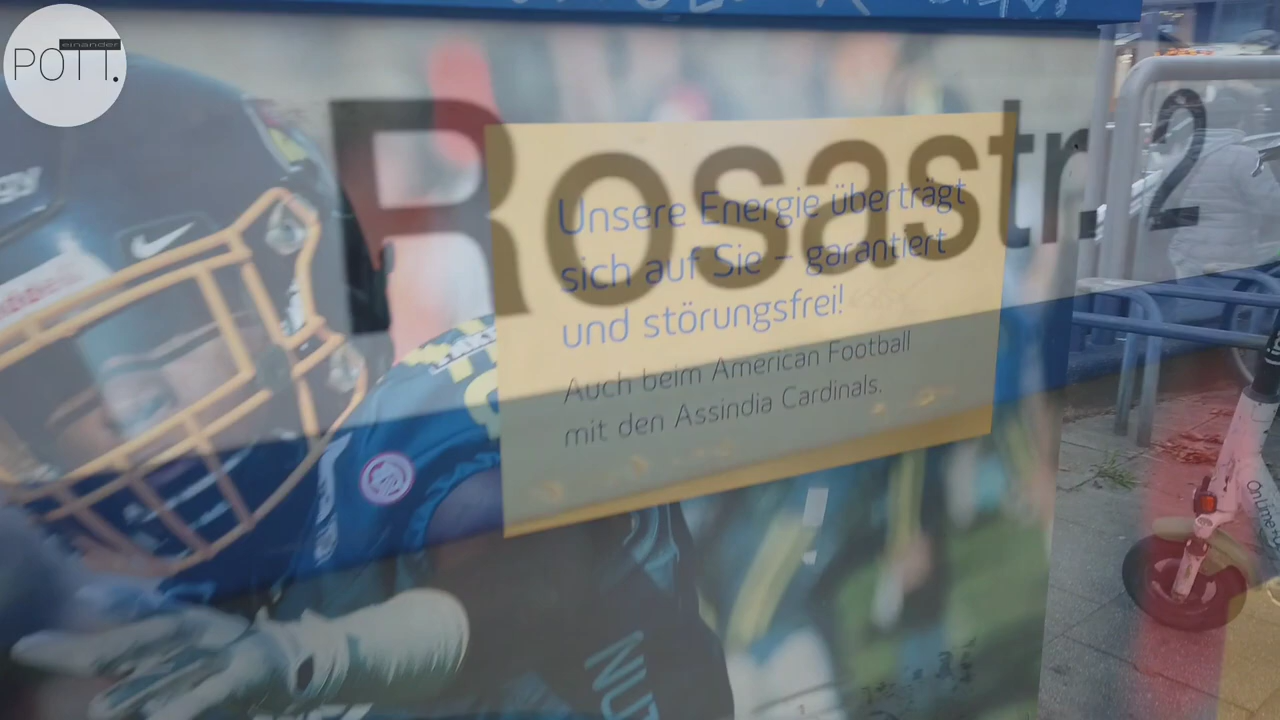 einander
POTT.
Rosastr. 2
Unsere Energie überträgt
sich auf Sie – garantiert
und störungsfrei!
Auch beim American Football
mit den Assindia Cardinals.
NUT